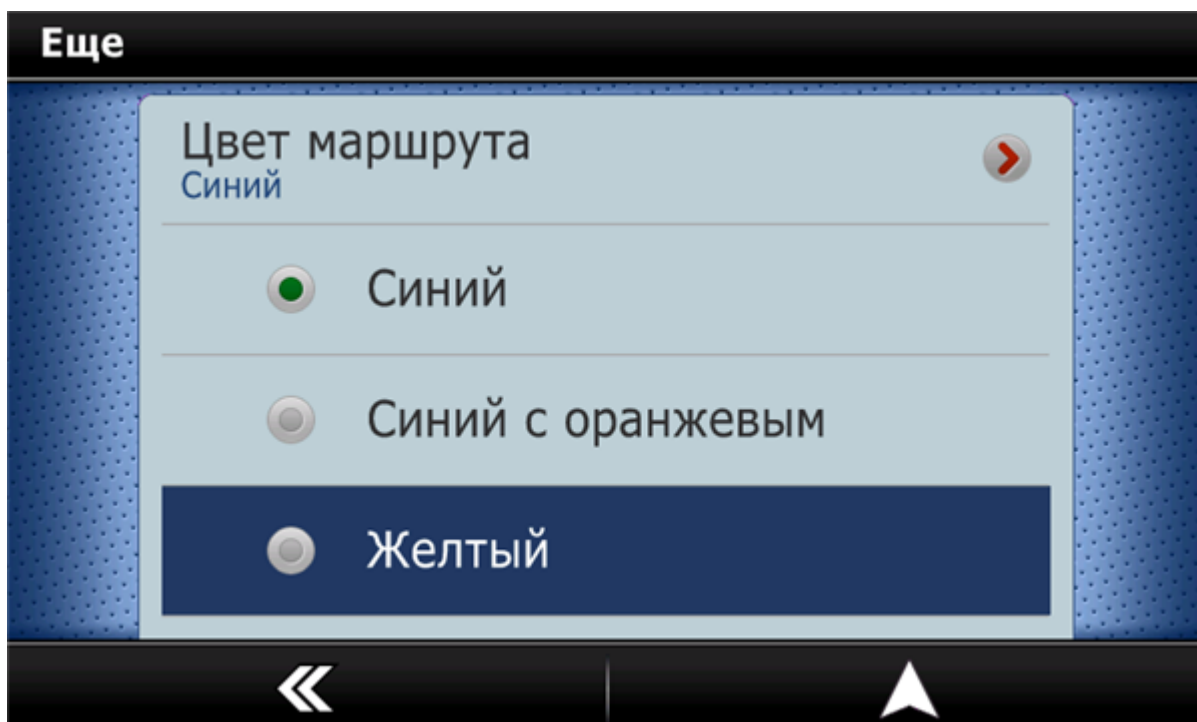 Еще
Цвет маршрута
Синий
Синий
Синий с оранжевым
Желтый